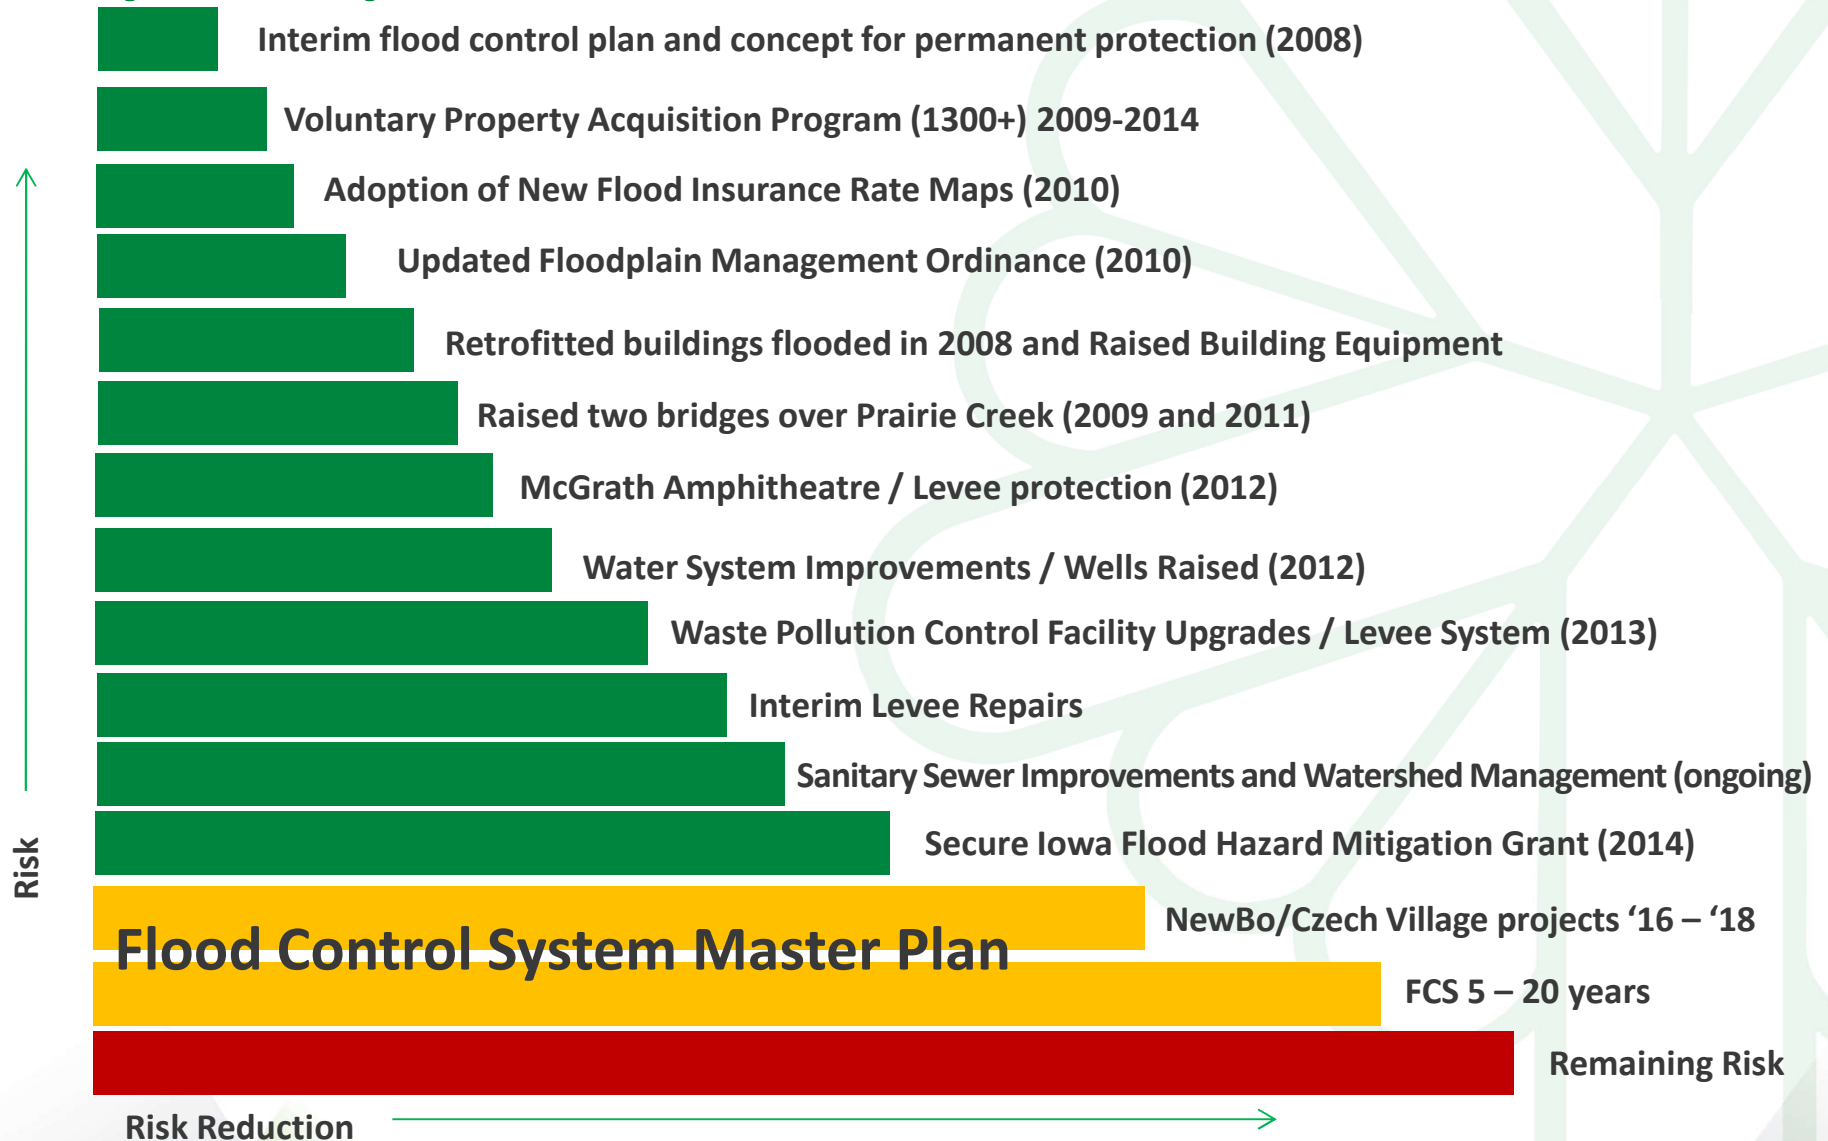 Interim flood control plan and concept for permanent protection (2008)
Voluntary Property Acquisition Program (1300+) 2009-2014
Adoption of New Flood Insurance Rate Maps (2010)
Updated Floodplain Management Ordinance (2010)
Retrofitted buildings flooded in 2008 and Raised Building Equipment
Raised two bridges over Prairie Creek (2009 and 2011)
McGrath Amphitheatre / Levee protection (2012)
Water System Improvements / Wells Raised (2012)
Waste Pollution Control Facility Upgrades / Levee System (2013)
Interim Levee Repairs
Sanitary Sewer Improvements and Watershed Management (ongoing)
Secure Iowa Flood Hazard Mitigation Grant (2014)
Risk
NewBo/Czech Village projects ‘16 – ‘18
Flood Control System Master Plan
FCS 5 – 20 years
Remaining Risk
Risk Reduction